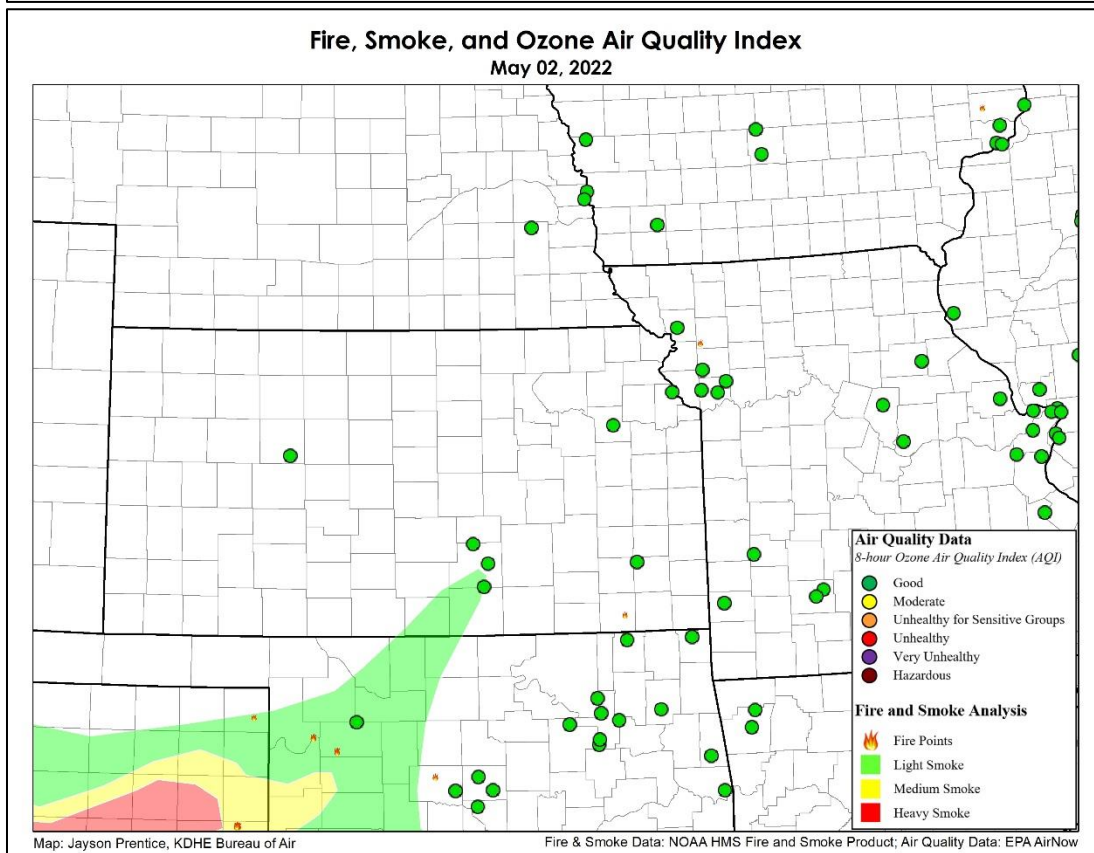 Fire, Smoke, and Ozone Air Quality Index
May 02, 2022
Air Quality Data
8-hour Ozone Air Quality Index (AQI)
Good
Moderate
Unhealthy for Sensitive Groups
Unhealthy
Very Unhealthy
Hazardous
Fire and Smoke Analysis
Fire Points
Light Smoke
Medium Smoke
Heavy Smoke
Map: Jayson Prentice, KDHE Bureau of Air
Fire & Smoke Data: NOAA HMS Fire and Smoke Product; Air Quality Data: EPA AirNow